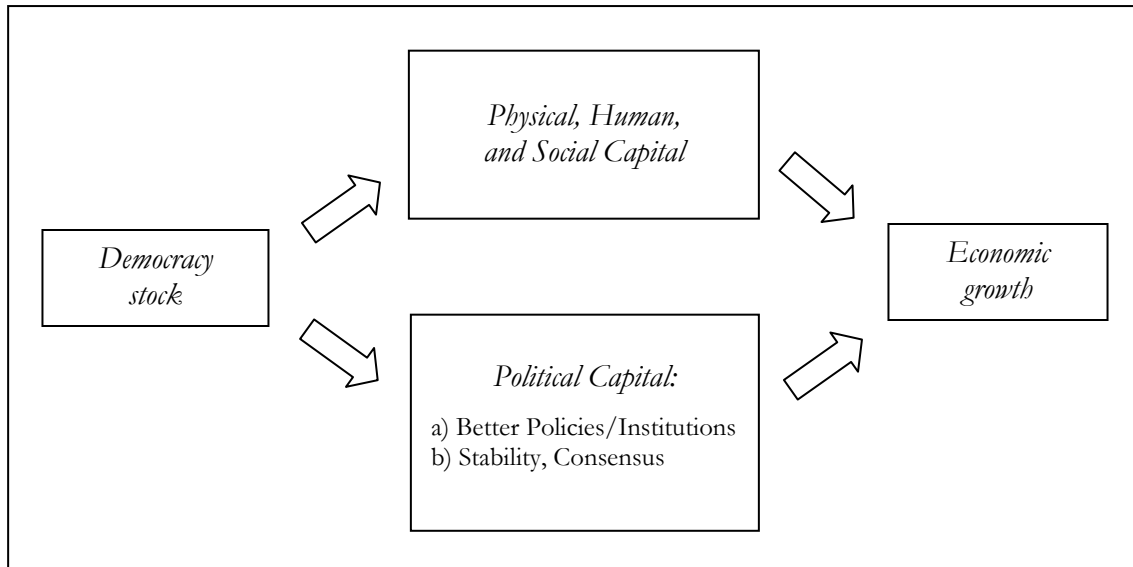 Physical, Human,
and Social Capital
Democracy
stock
Economic
growth
Political Capital:
a) Better Policies/Institutions
b) Stability, Consensus